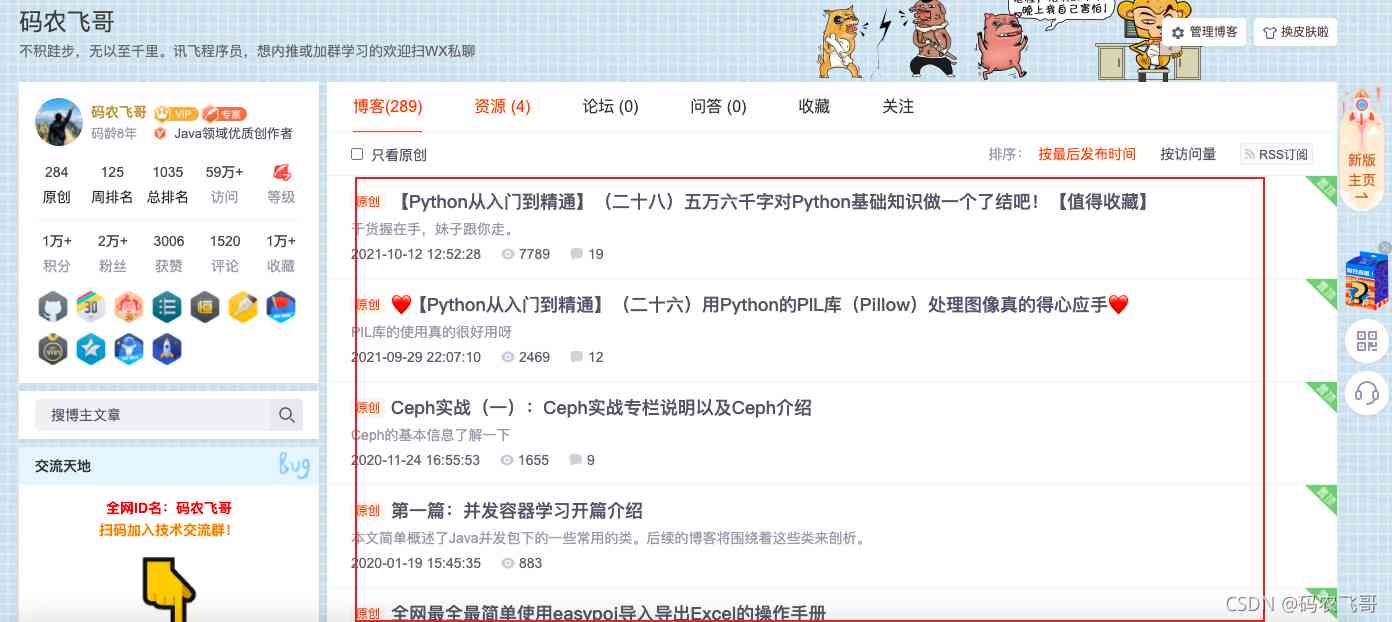 码农飞哥
不积跬步，无以至千里。讯飞程序员，想内推或加群学习的欢迎扫WX私聊
晚上我自己害怕！
管理博客
换皮肤啦
码农飞哥 VIP 专家
码龄8年 Java领域优质创作者
284 125 1035 59万+
原创 周排名 总排名 访问 等级
1万+ 2万+ 3006 1520 1万+
积分 粉丝 获赞 评论 收藏
30
搜博主文章
交流天地
Bug
全网ID名：码农飞哥
扫码加入技术交流群！
博客(289) 资源 (4) 论坛 (0) 问答 (0) 收藏 关注
只看原创
排序： 按最后发布时间 按访问量 RSS订阅
原创 【Python从入门到精通】（二十八）五万六千字对Python基础知识做一个了结吧！【值得收藏】
干货握在手，妹子跟你走。
2021-10-12 12:52:28 7789 19
置顶
原创 ❤️【Python从入门到精通】（二十六）用Python的PIL库（Pillow）处理图像真的得心应手❤️
PIL库的使用真的很好用呀
2021-09-29 22:07:10 2469 12
置顶
原创 Ceph实战（一）：Ceph实战专栏说明以及Ceph介绍
Ceph的基本信息了解一下
2020-11-24 16:55:53 1655 9
置顶
原创 第一篇：并发容器学习开篇介绍
本文简单概述了Java并发包下的一些常用的类。后续的博客将围绕着这些类来剖析。
2020-01-19 15:45:35 883
置顶
原创 全网最全最简单使用easypoi导入导出Excel的操作手册
新版
主页
CSDN @码农飞哥